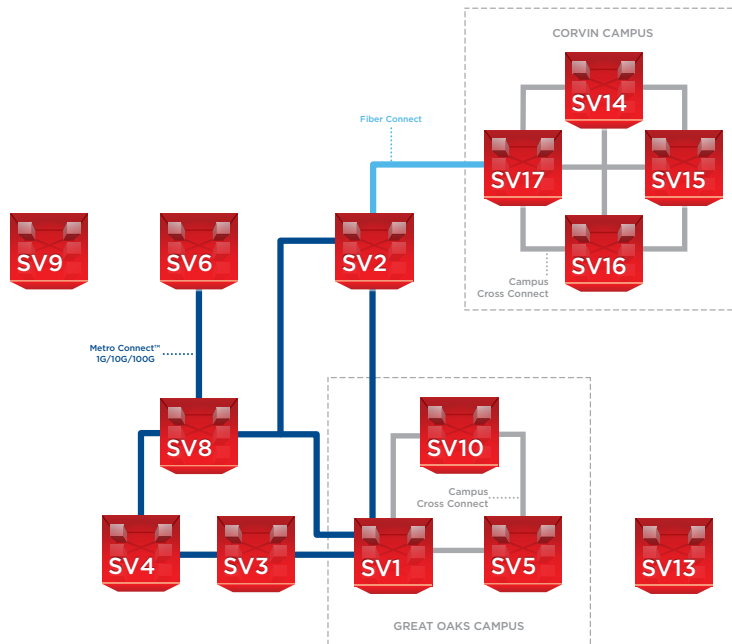 CORVIN CAMPUS
SV14
Fiber Connect
SV17
SV15
SV9
SV6
SV2
SV16
Campus
Cross Connect
Metro Connect™
1G/10G/100G
SV8
SV10
Campus
Cross Connect
SV4
SV3
SV1
SV5
SV13
GREAT OAKS CAMPUS